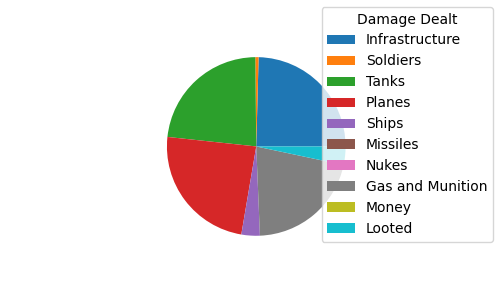 Damage Dealt
Infrastructure
Soldiers
Tanks
Planes
Ships
Missiles
Nukes
Gas and Munition
Money
Looted